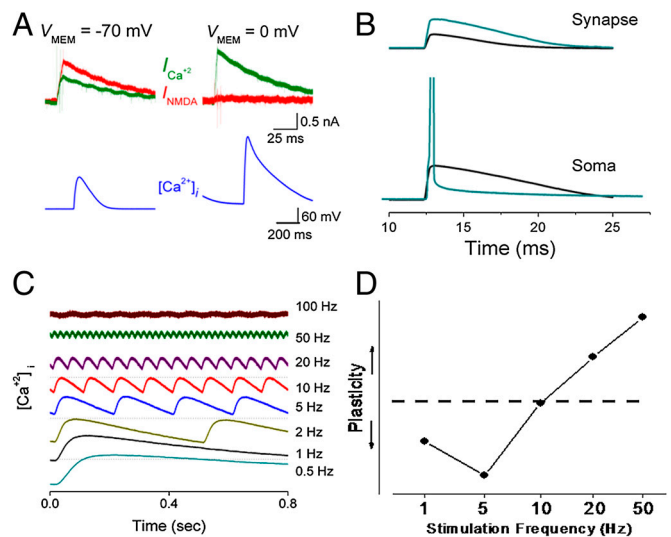 A
V_MEM = -70 mV
V_MEM = 0 mV
I_Ca+2
I_NMDA
0.5 nA
25 ms
[Ca2+]i
60 mV
200 ms
B
Synapse
Soma
10 15 20 25
Time (ms)
C
100 Hz
50 Hz
20 Hz
10 Hz
5 Hz
2 Hz
1 Hz
0.5 Hz
[Ca+2]i
0.0 0.4 0.8
Time (sec)
D
Plasticity
1 5 10 20 50
Stimulation Frequency (Hz)